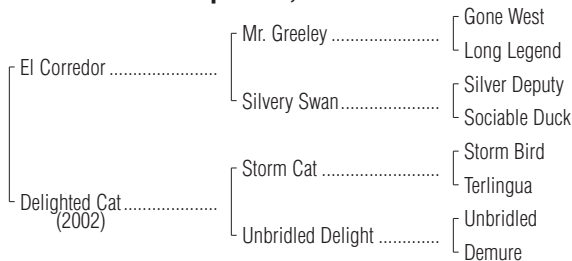 Gone West
Mr. Greeley ....................
Long Legend
El Corredor ....................
Silver Deputy
Silvery Swan....................
Sociable Duck
Storm Bird
Storm Cat ......................
Terlingua
Delighted Cat...................
(2002)
Unbridled
Unbridled Delight ............
Demure